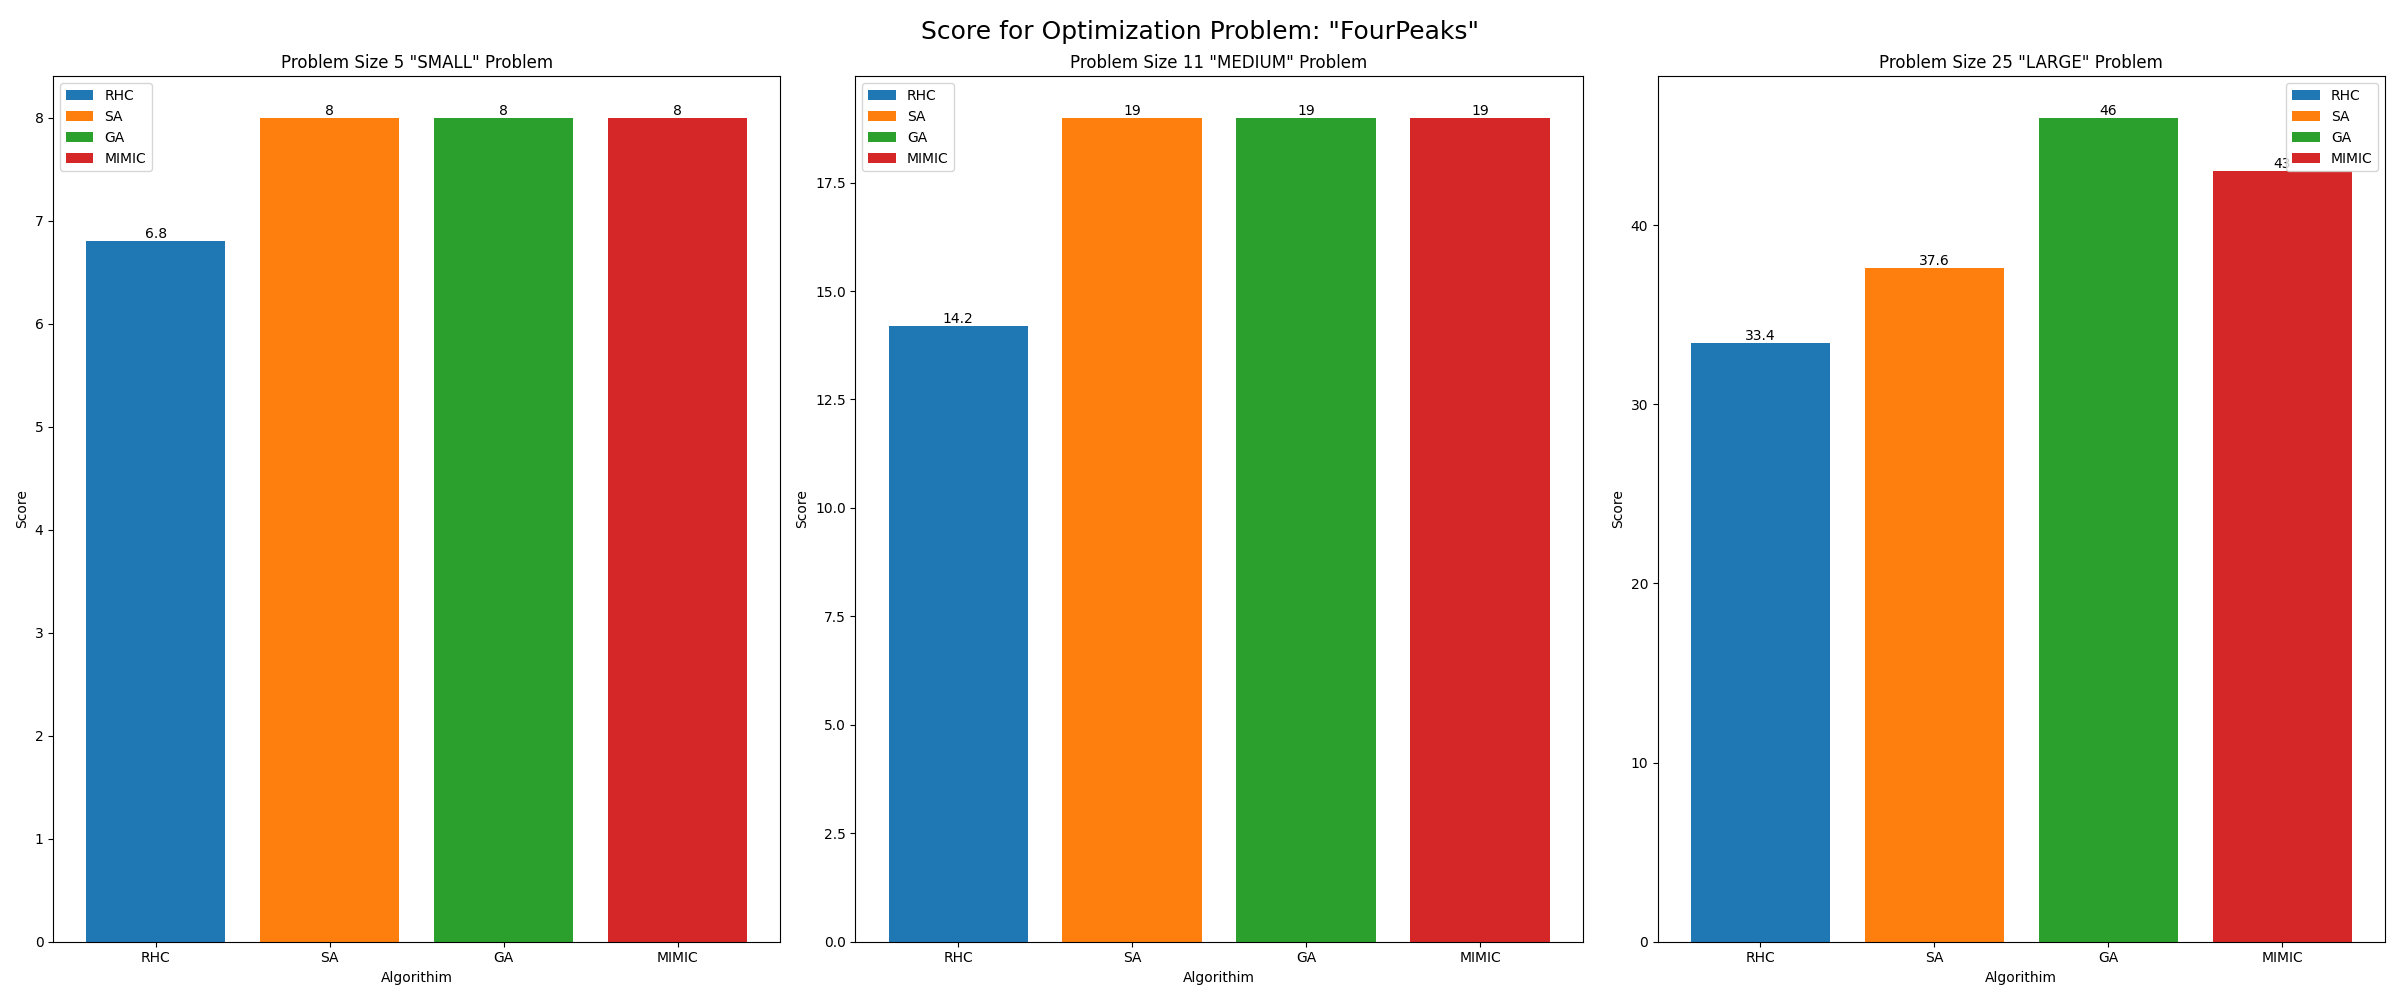 Score for Optimization Problem: "FourPeaks"
Problem Size 5 "SMALL" Problem
RHC
SA
GA
MIMIC
8
7
6
5
4
3
2
1
0
Score
6.8
8
8
8
RHC
SA
GA
MIMIC
Algorithim
Problem Size 11 "MEDIUM" Problem
RHC
SA
GA
MIMIC
17.5
15.0
12.5
10.0
7.5
5.0
2.5
0.0
Score
14.2
19
19
19
RHC
SA
GA
MIMIC
Algorithim
Problem Size 25 "LARGE" Problem
RHC
SA
GA
MIMIC
40
30
20
10
0
Score
33.4
37.6
46
43
RHC
SA
GA
MIMIC
Algorithim